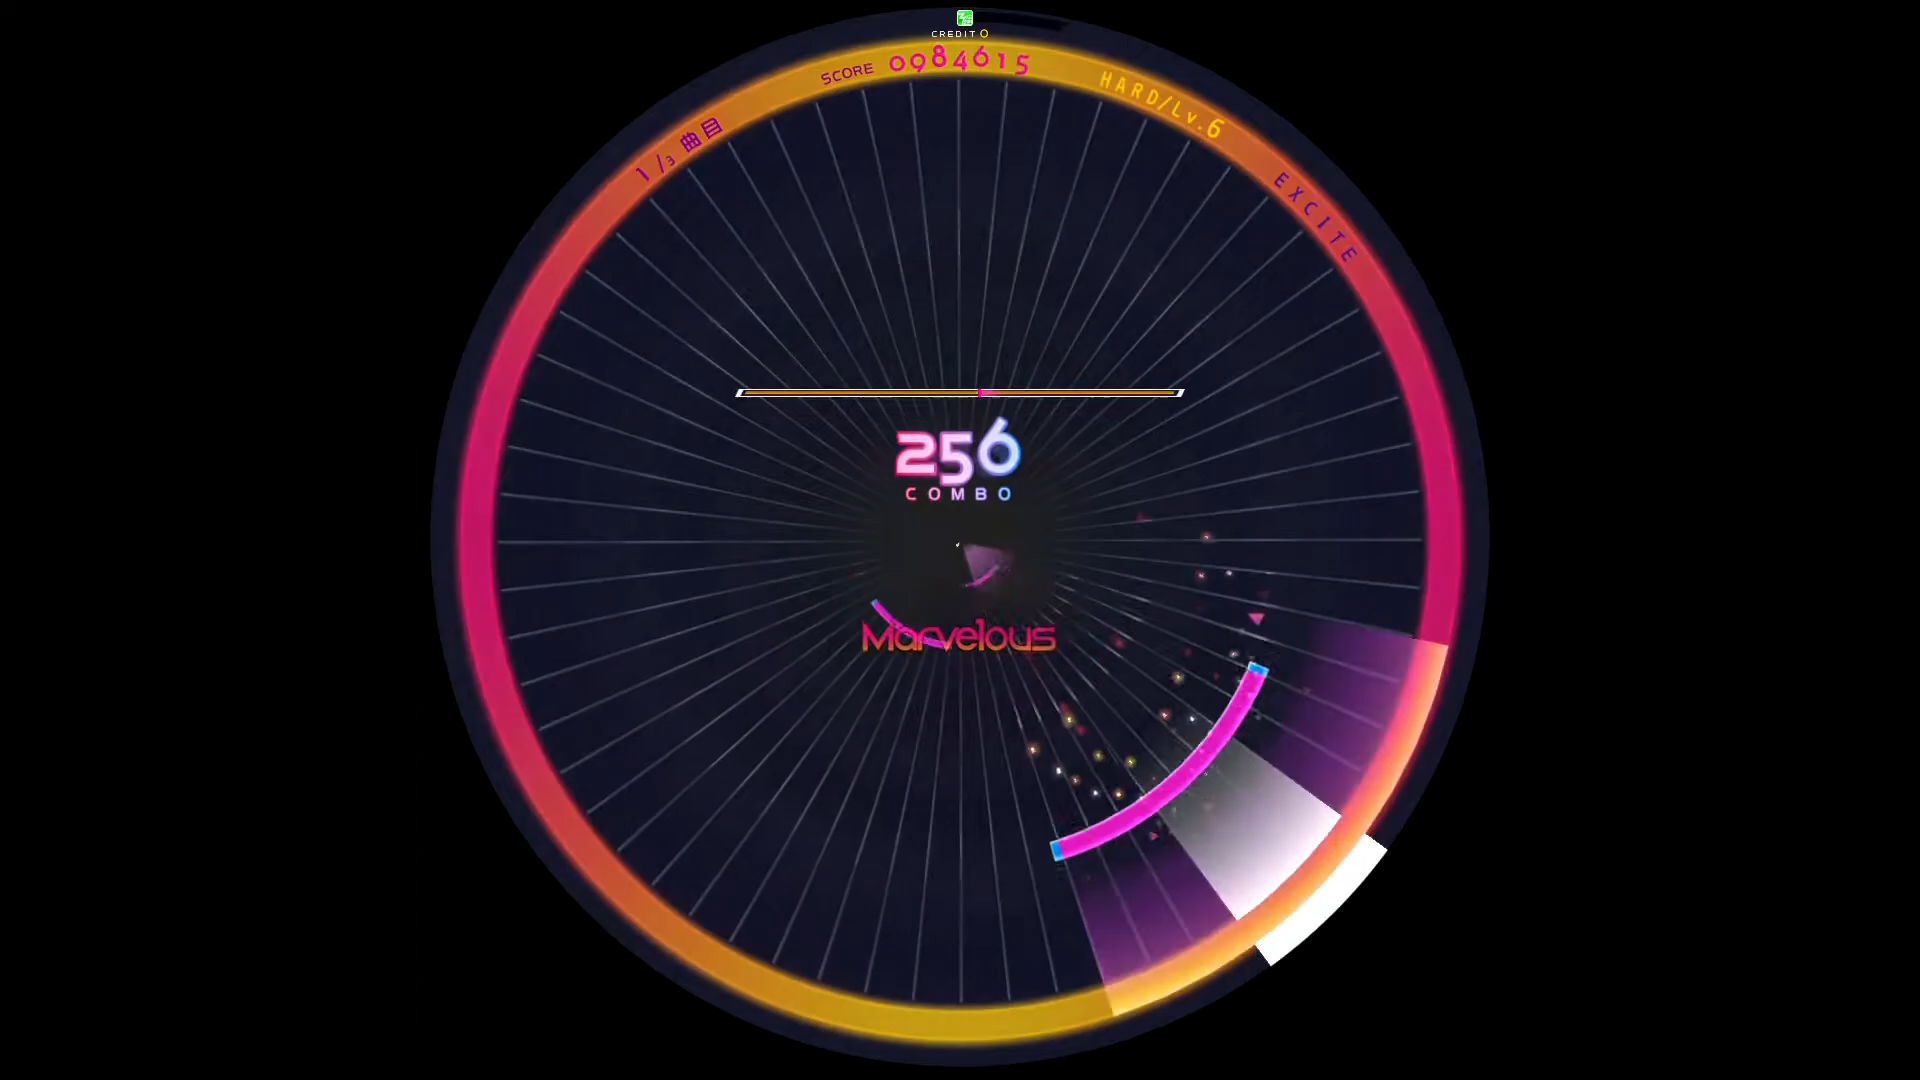 CREDIT 0
SCORE 0984615
HARD/Lv.6
1/3 曲目
EXCITE
256
COMBO
Marvelous